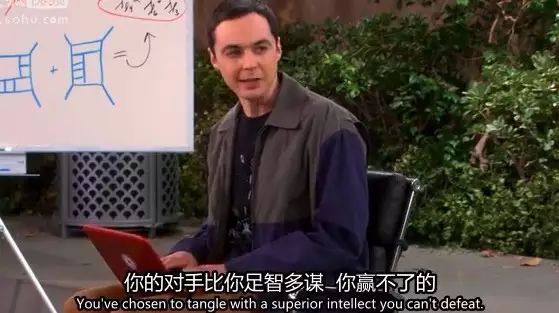 sohu.com
你的对手比你足智多谋 你赢不了的
You've chosen to tangle with a superior intellect you can't defeat.